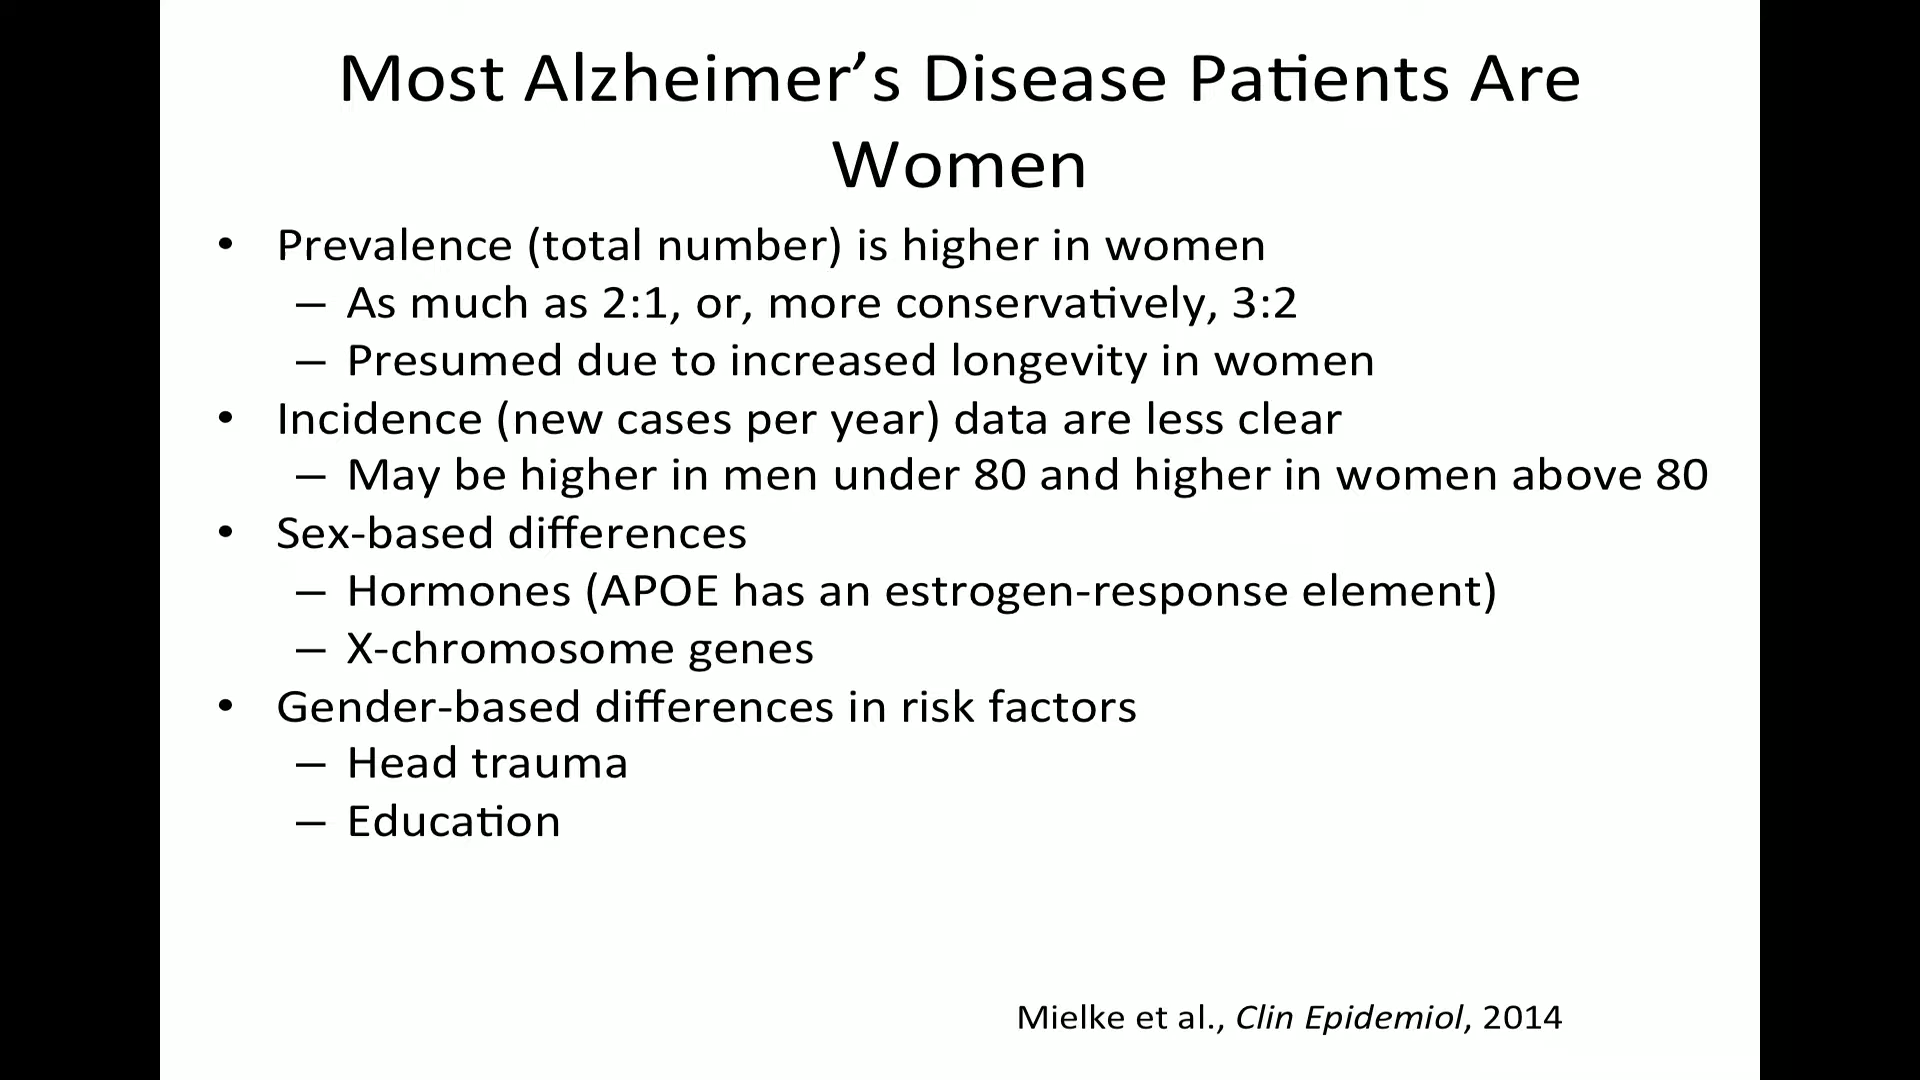 Most Alzheimer’s Disease Patients Are
Women
• Prevalence (total number) is higher in women
– As much as 2:1, or, more conservatively, 3:2
– Presumed due to increased longevity in women
• Incidence (new cases per year) data are less clear
– May be higher in men under 80 and higher in women above 80
• Sex-based differences
– Hormones (APOE has an estrogen-response element)
– X-chromosome genes
• Gender-based differences in risk factors
– Head trauma
– Education
Mielke et al., Clin Epidemiol, 2014